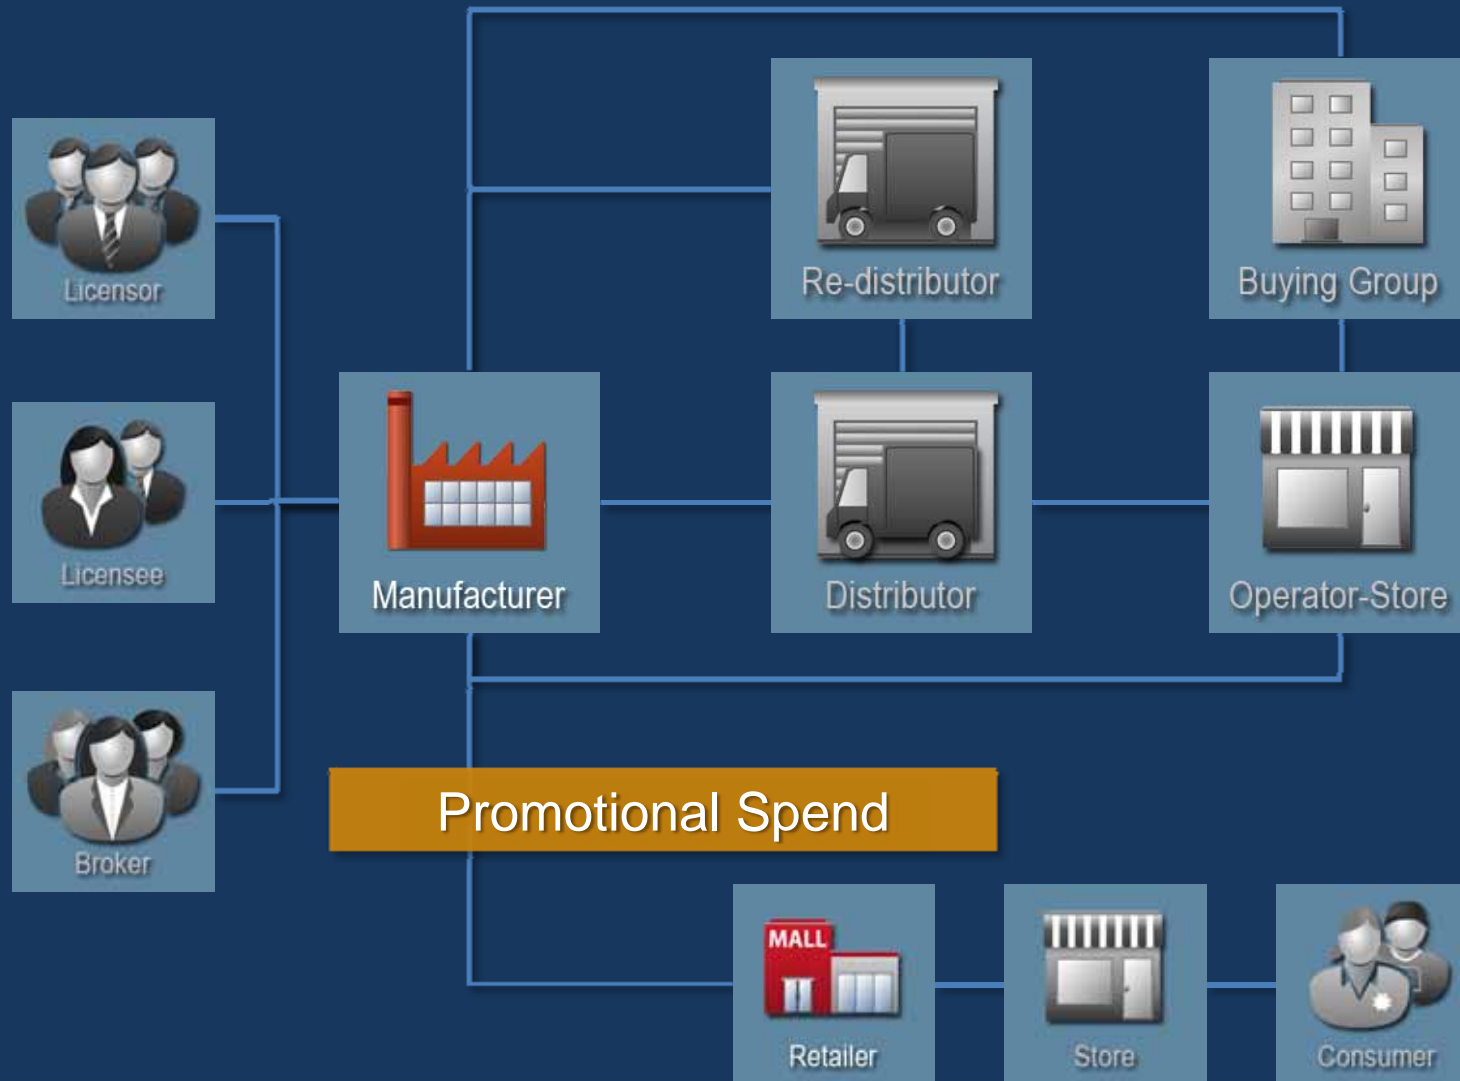 Licensor
Re-distributor
Buying Group
Licensee
Manufacturer
Distributor
Operator-Store
Broker
Promotional Spend
MALL
Retailer
Store
Consumer